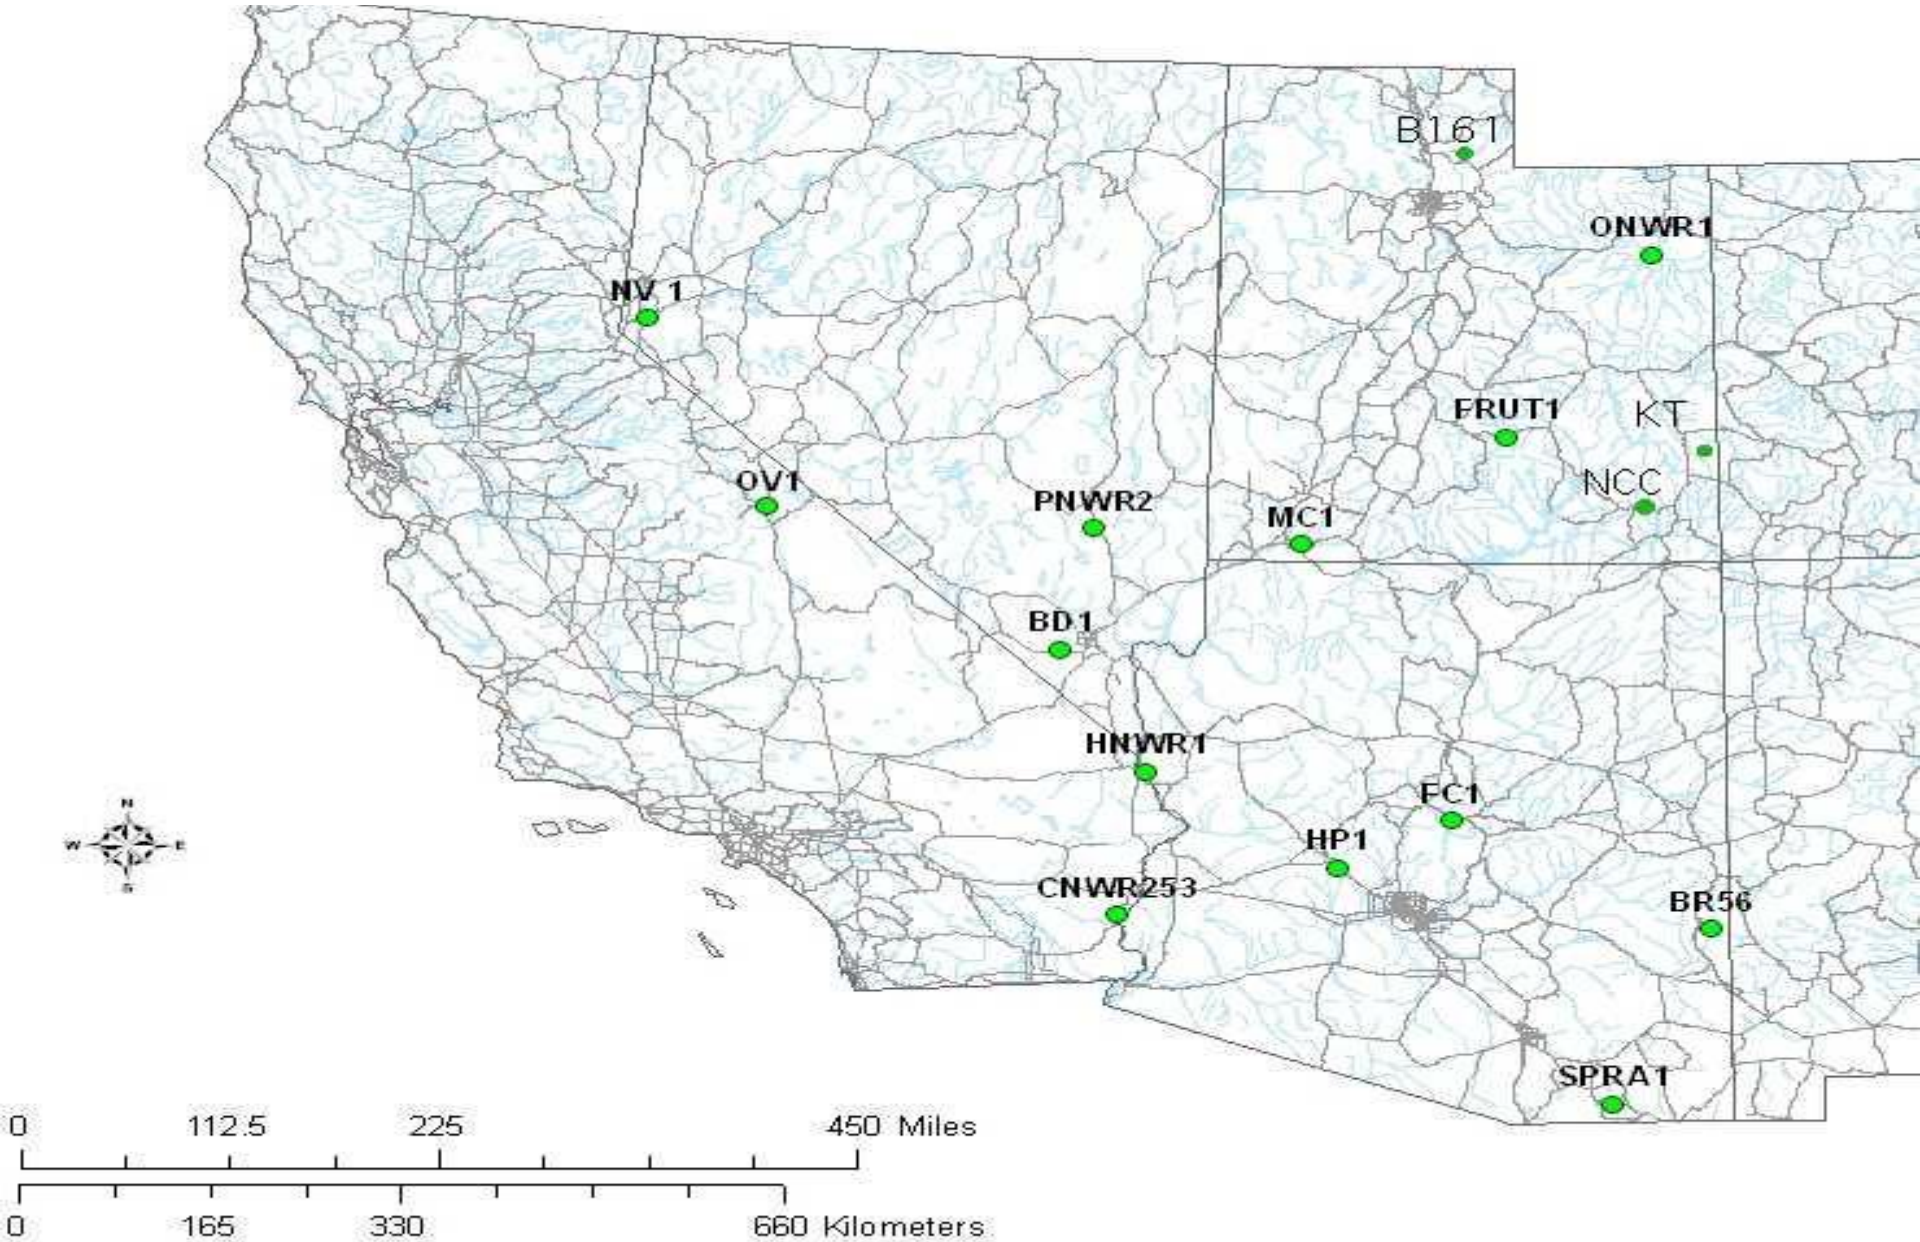 B161
ONWR1
NV 1
FRUT1
KT
OV1
NCC
PNWR2
MC1
BD1
HNWR1
FC1
N
W E
S
HP1
CNWR253
BR56
SPRA1
0 112.5 225 450 Miles
0 165 330 660 Kilometers